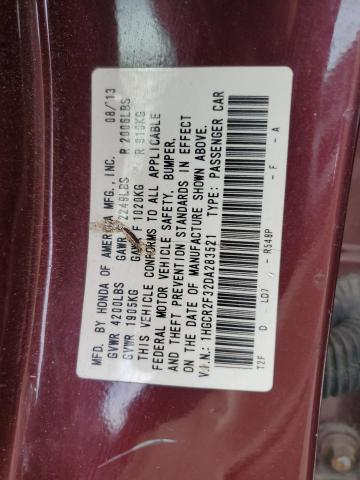 MFD. BY HONDA OF AMERICA MFG., INC. 08/13
GVWR 4200LBS GAWR F 2249LBS R 2006LBS
GVWR 1905KG GAWR F 1020KG R 910KG
THIS VEHICLE CONFORMS TO ALL APPLICABLE
FEDERAL MOTOR VEHICLE SAFETY, BUMPER,
AND THEFT PREVENTION STANDARDS IN EFFECT
ON THE DATE OF MANUFACTURE SHOWN ABOVE.
V.I.N.: 1HGCR2F32DA283521 TYPE: PASSENGER CAR
T2F D - LD7 - R548P - F - A